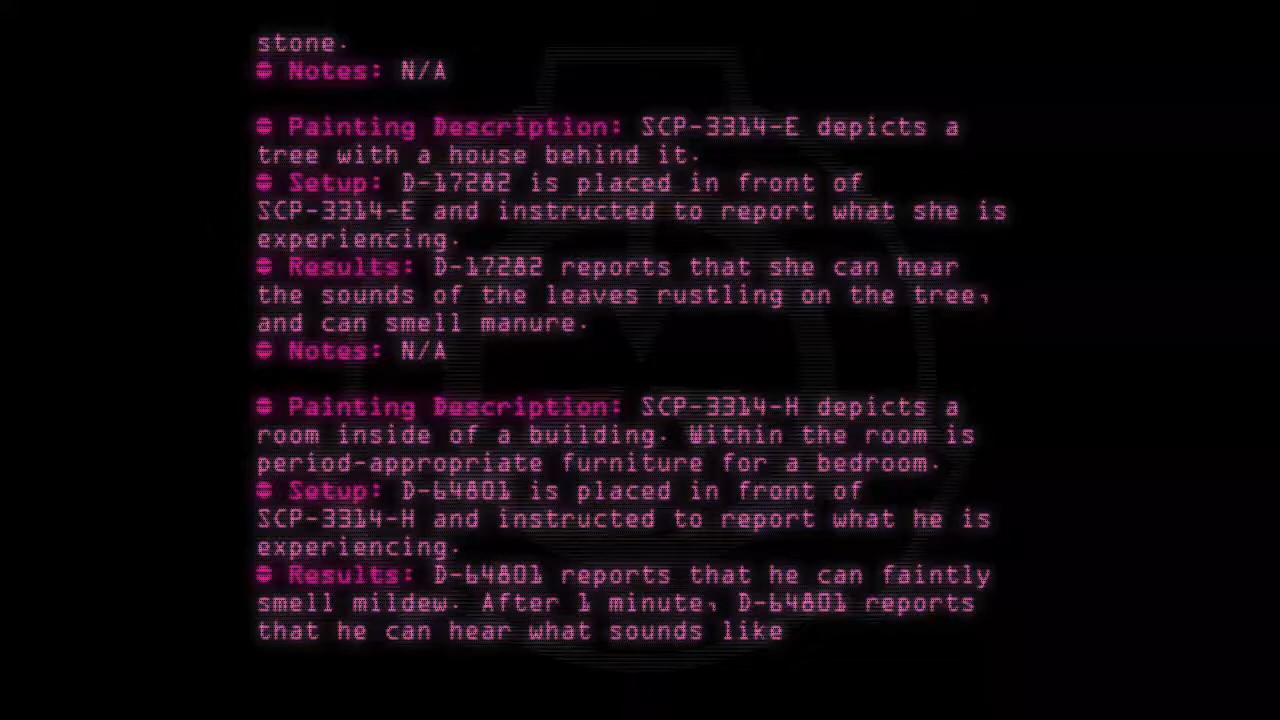 stone.
● Notes: N/A
● Painting Description: SCP-3314-E depicts a
tree with a house behind it.
● Setup: D-17282 is placed in front of
SCP-3314-E and instructed to report what she is
experiencing.
● Results: D-17282 reports that she can hear
the sounds of the leaves rustling on the tree,
and can smell manure.
● Notes: N/A
● Painting Description: SCP-3314-H depicts a
room inside of a building. Within the room is
period-appropriate furniture for a bedroom.
● Setup: D-64801 is placed in front of
SCP-3314-H and instructed to report what he is
experiencing.
● Results: D-64801 reports that he can faintly
smell mildew. After 1 minute, D-64801 reports
that he can hear what sounds like